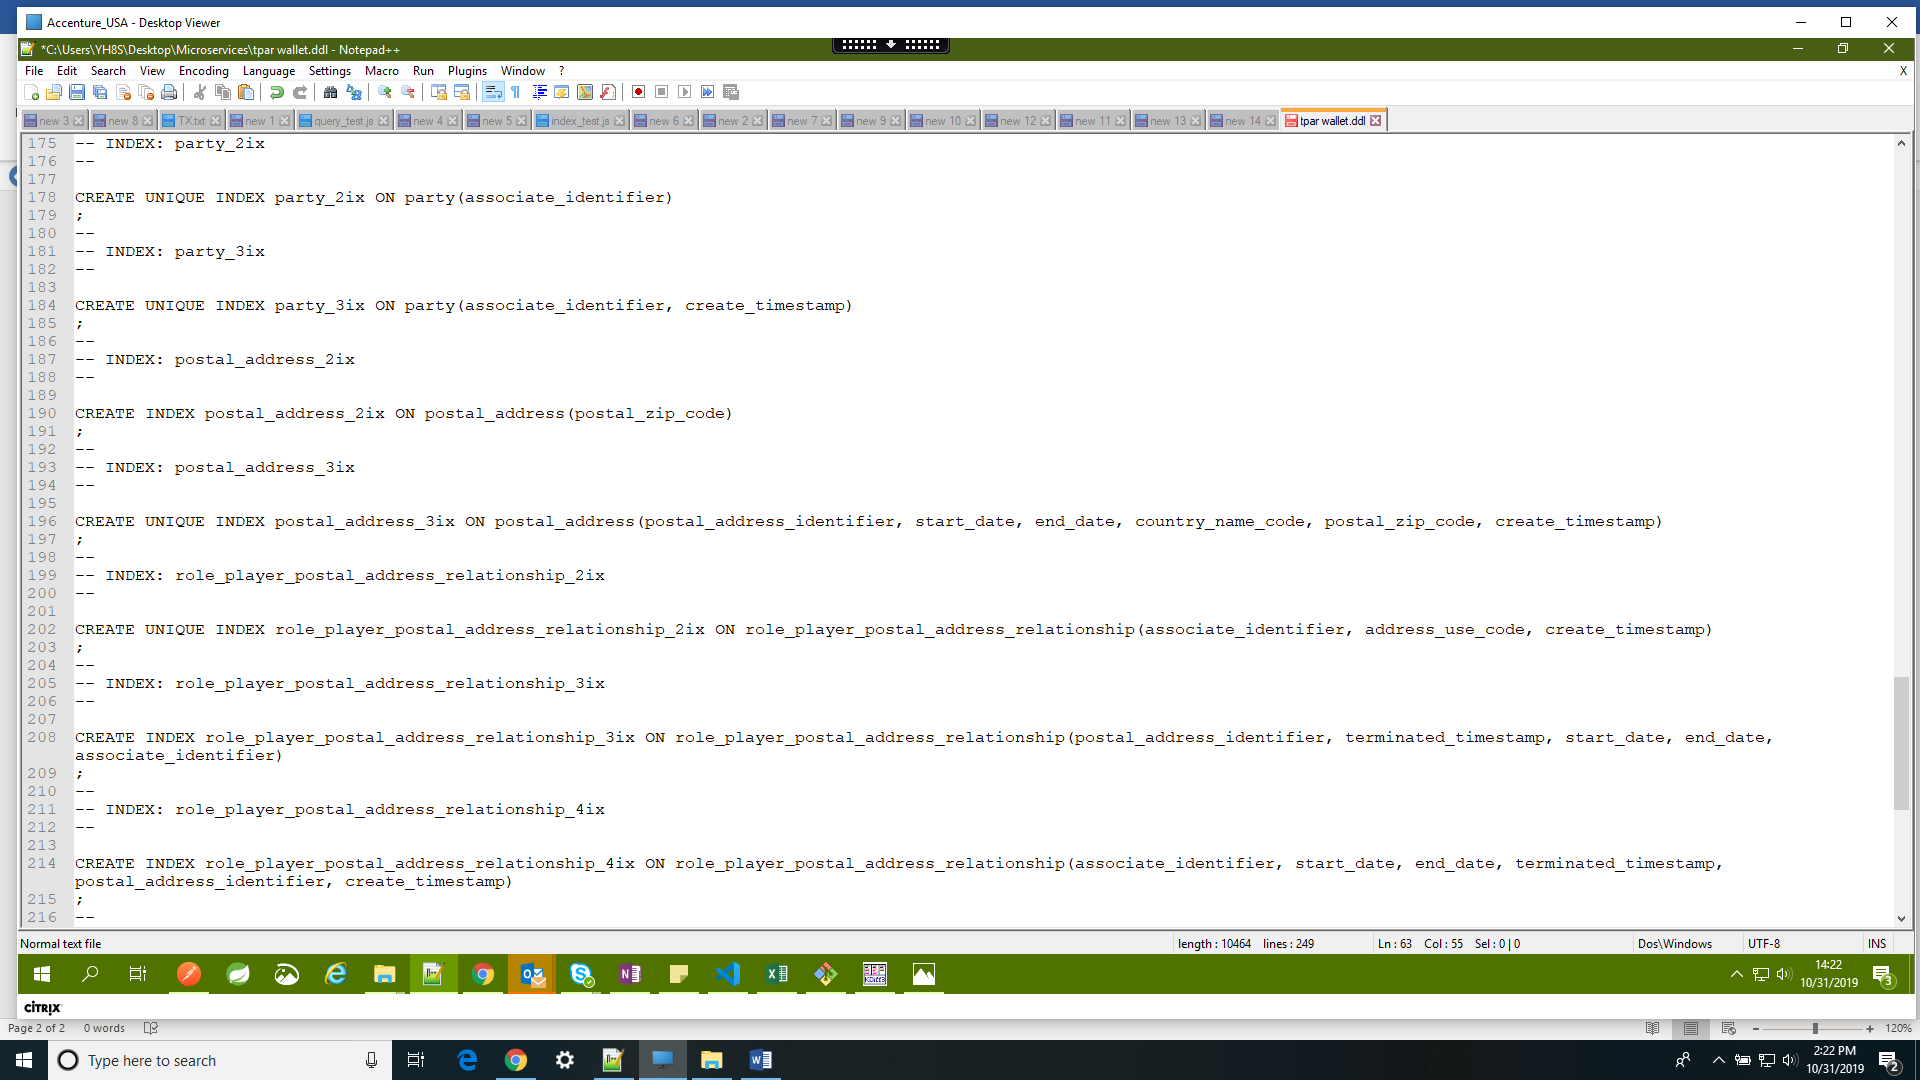 Accenture_USA - Desktop Viewer
*C:\Users\YH8S\Desktop\Microservices\tpar wallet.ddl - Notepad++
File Edit Search View Encoding Language Settings Macro Run Plugins Window ? X
new 3 new 8 TX.txt new 1 query_test.js new 4 new 5 index_test.js new 6 new 2 new 7 new 9 new 10 new 12 new 11 new 13 new 14 tpar wallet.ddl
175 -- INDEX: party_2ix
176 --
177
178 CREATE UNIQUE INDEX party_2ix ON party(associate_identifier)
179 ;
180 --
181 -- INDEX: party_3ix
182 --
183
184 CREATE UNIQUE INDEX party_3ix ON party(associate_identifier, create_timestamp)
185 ;
186 --
187 -- INDEX: postal_address_2ix
188 --
189
190 CREATE INDEX postal_address_2ix ON postal_address(postal_zip_code)
191 ;
192 --
193 -- INDEX: postal_address_3ix
194 --
195
196 CREATE UNIQUE INDEX postal_address_3ix ON postal_address(postal_address_identifier, start_date, end_date, country_name_code, postal_zip_code, create_timestamp)
197 ;
198 --
199 -- INDEX: role_player_postal_address_relationship_2ix
200 --
201
202 CREATE UNIQUE INDEX role_player_postal_address_relationship_2ix ON role_player_postal_address_relationship(associate_identifier, address_use_code, create_timestamp)
203 ;
204 --
205 -- INDEX: role_player_postal_address_relationship_3ix
206 --
207
208 CREATE INDEX role_player_postal_address_relationship_3ix ON role_player_postal_address_relationship(postal_address_identifier, terminated_timestamp, start_date, end_date,
associate_identifier)
209 ;
210 --
211 -- INDEX: role_player_postal_address_relationship_4ix
212 --
213
214 CREATE INDEX role_player_postal_address_relationship_4ix ON role_player_postal_address_relationship(associate_identifier, start_date, end_date, terminated_timestamp,
postal_address_identifier, create_timestamp)
215 ;
216 --
Normal text file length : 10464 lines : 249 Ln : 63 Col : 55 Sel : 0 | 0 Dos\Windows UTF-8 INS
14:22
10/31/2019
3
CITRIX
Page 2 of 2 0 words 120%
Type here to search
2:22 PM
10/31/2019
2